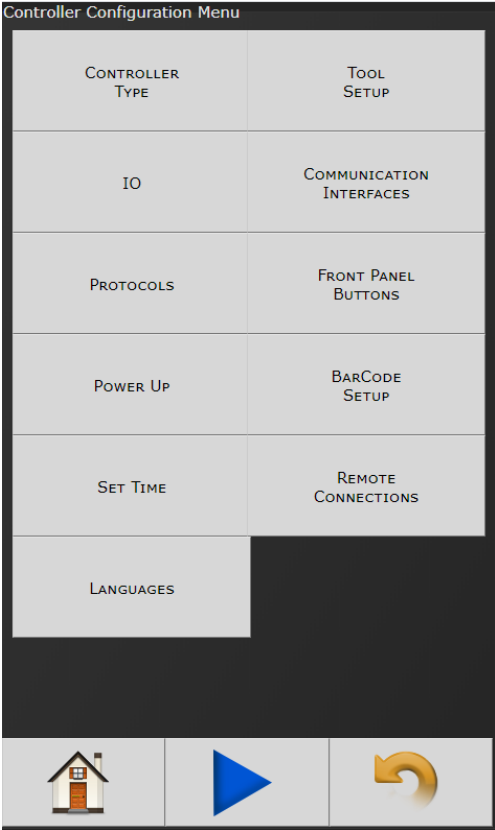 Controller Configuration Menu
Controller
Type
Tool
Setup
IO
Communication
Interfaces
Protocols
Front Panel
Buttons
Power Up
BarCode
Setup
Set Time
Remote
Connections
Languages